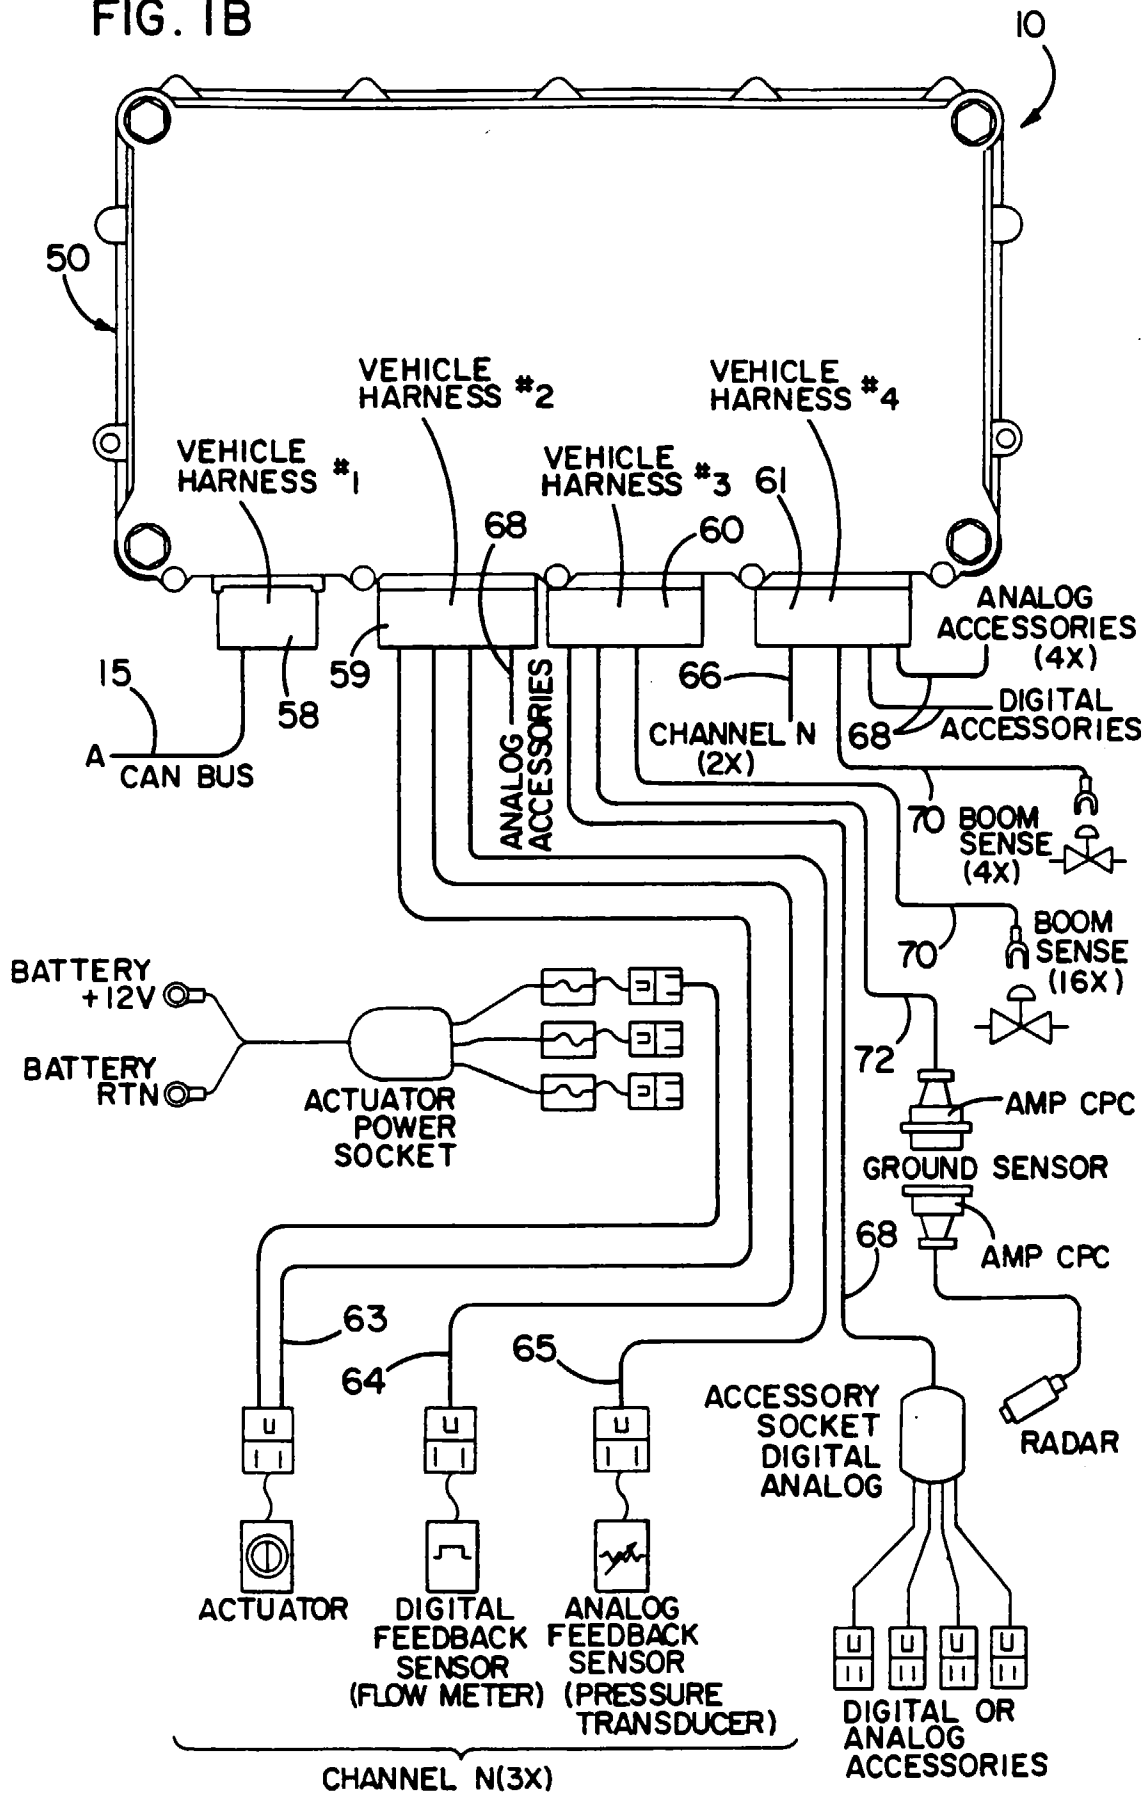 FIG. 1B
10
50
VEHICLE
HARNESS #2
VEHICLE
HARNESS #4
VEHICLE
HARNESS #1
VEHICLE
HARNESS #3
61
68
60
59
58
15
A
CAN BUS
ANALOG
ACCESSORIES
66
CHANNEL N
(2X)
ANALOG
ACCESSORIES
(4X)
68
DIGITAL
ACCESSORIES
70
BOOM
SENSE
(4X)
70
BOOM
SENSE
(16X)
BATTERY
+12V
BATTERY
RTN
ACTUATOR
POWER
SOCKET
72
AMP CPC
GROUND SENSOR
AMP CPC
68
63
64
65
ACCESSORY
SOCKET
DIGITAL
ANALOG
RADAR
ACTUATOR
DIGITAL
FEEDBACK
SENSOR
(FLOW METER)
ANALOG
FEEDBACK
SENSOR
(PRESSURE
TRANSDUCER)
DIGITAL OR
ANALOG
ACCESSORIES
CHANNEL N(3X)